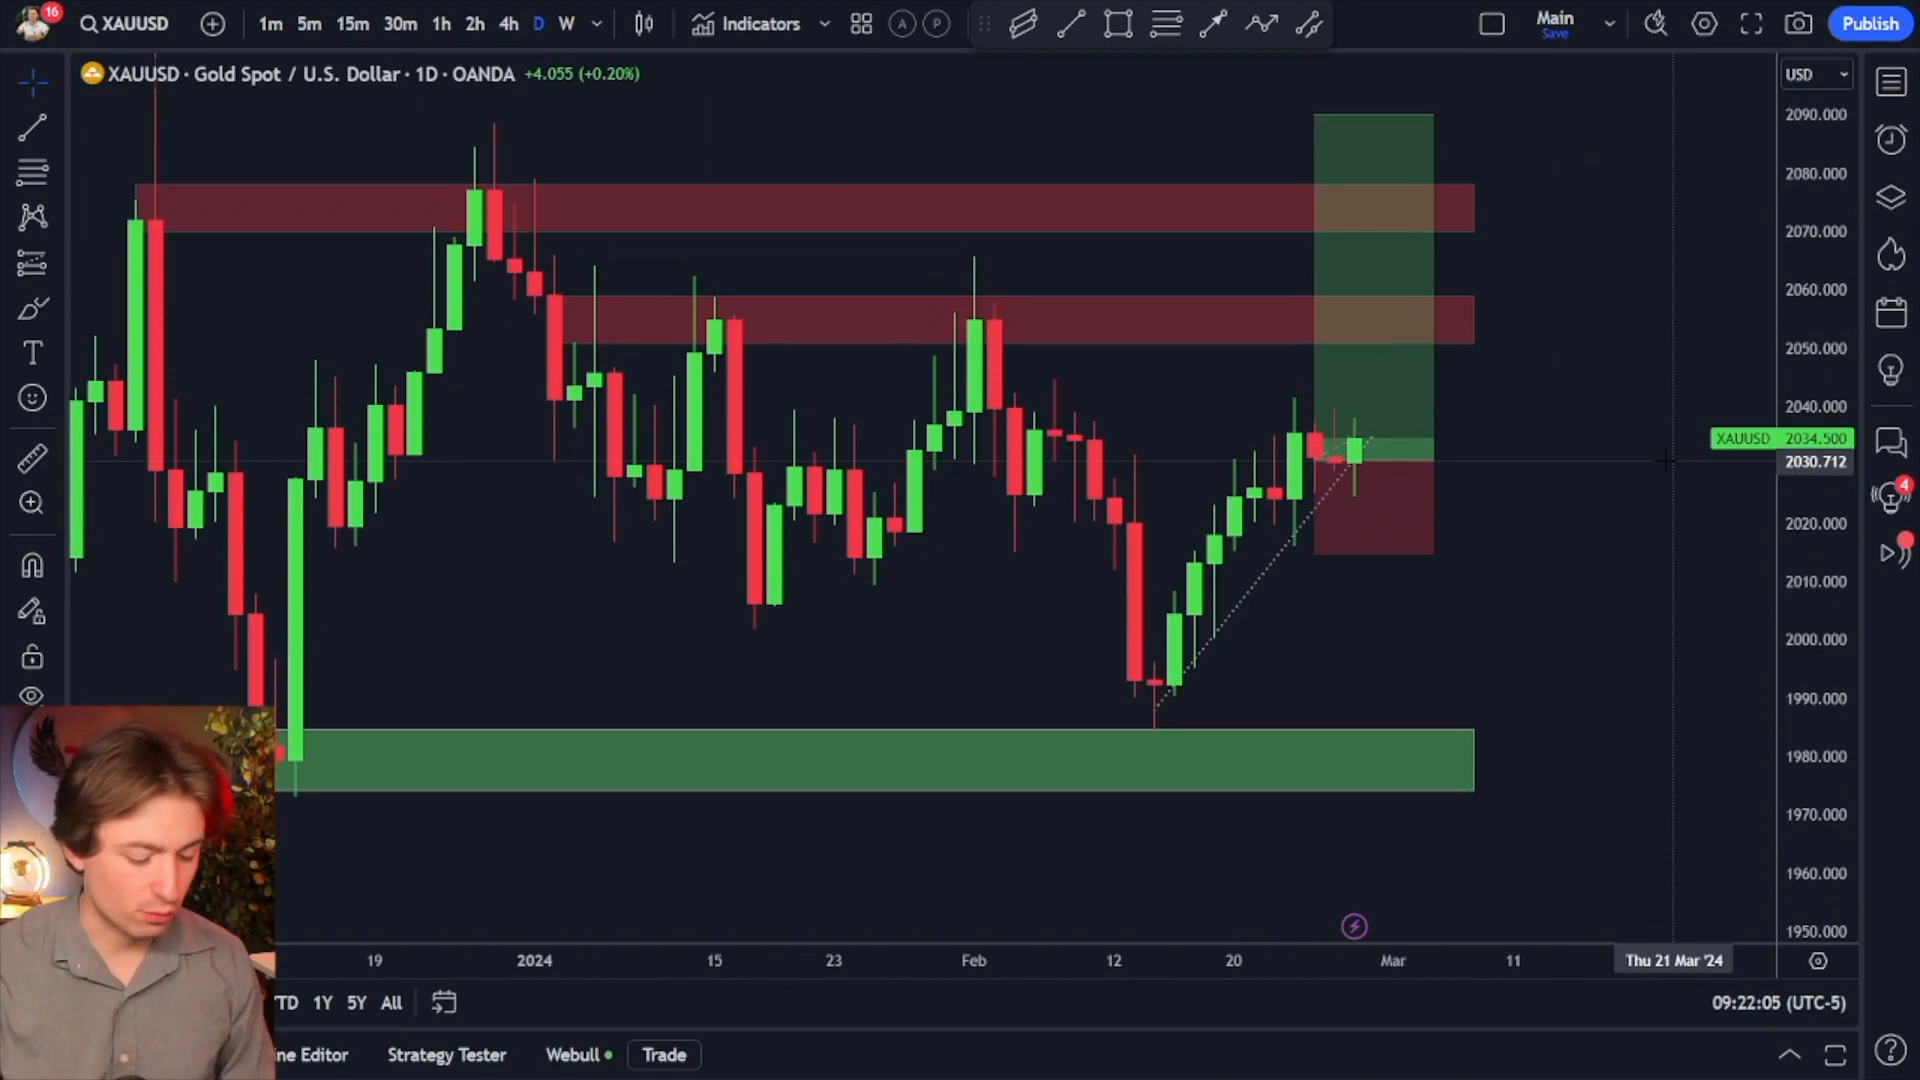 16
XAUUSD
1m 5m 15m 30m 1h 2h 4h D W
Indicators
A P
Main
Save
Publish
XAUUSD · Gold Spot / U.S. Dollar · 1D · OANDA +4.055 (+0.20%)
USD
2090.000
2080.000
2070.000
2060.000
2050.000
2040.000
XAUUSD 2034.500
2030.712
2020.000
2010.000
2000.000
1990.000
1980.000
1970.000
1960.000
1950.000
4
T
19 2024 15 23 Feb 12 20 Mar 11 Thu 21 Mar '24
TD 1Y 5Y All
09:22:05 (UTC-5)
ine Editor Strategy Tester Webull Trade